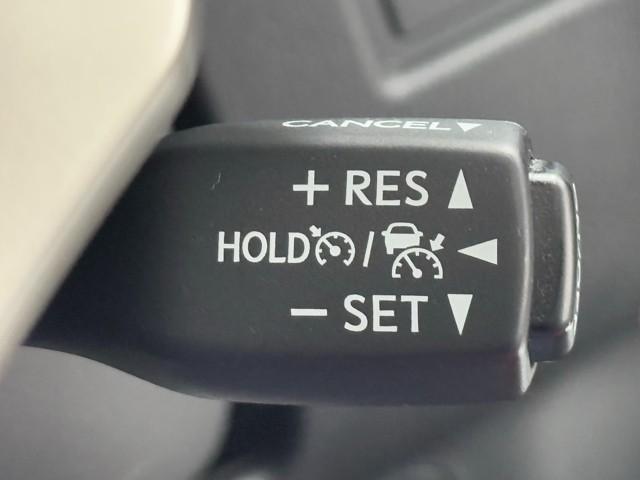 CANCEL▼
+ RES ▲
HOLD / ◀
− SET ▼